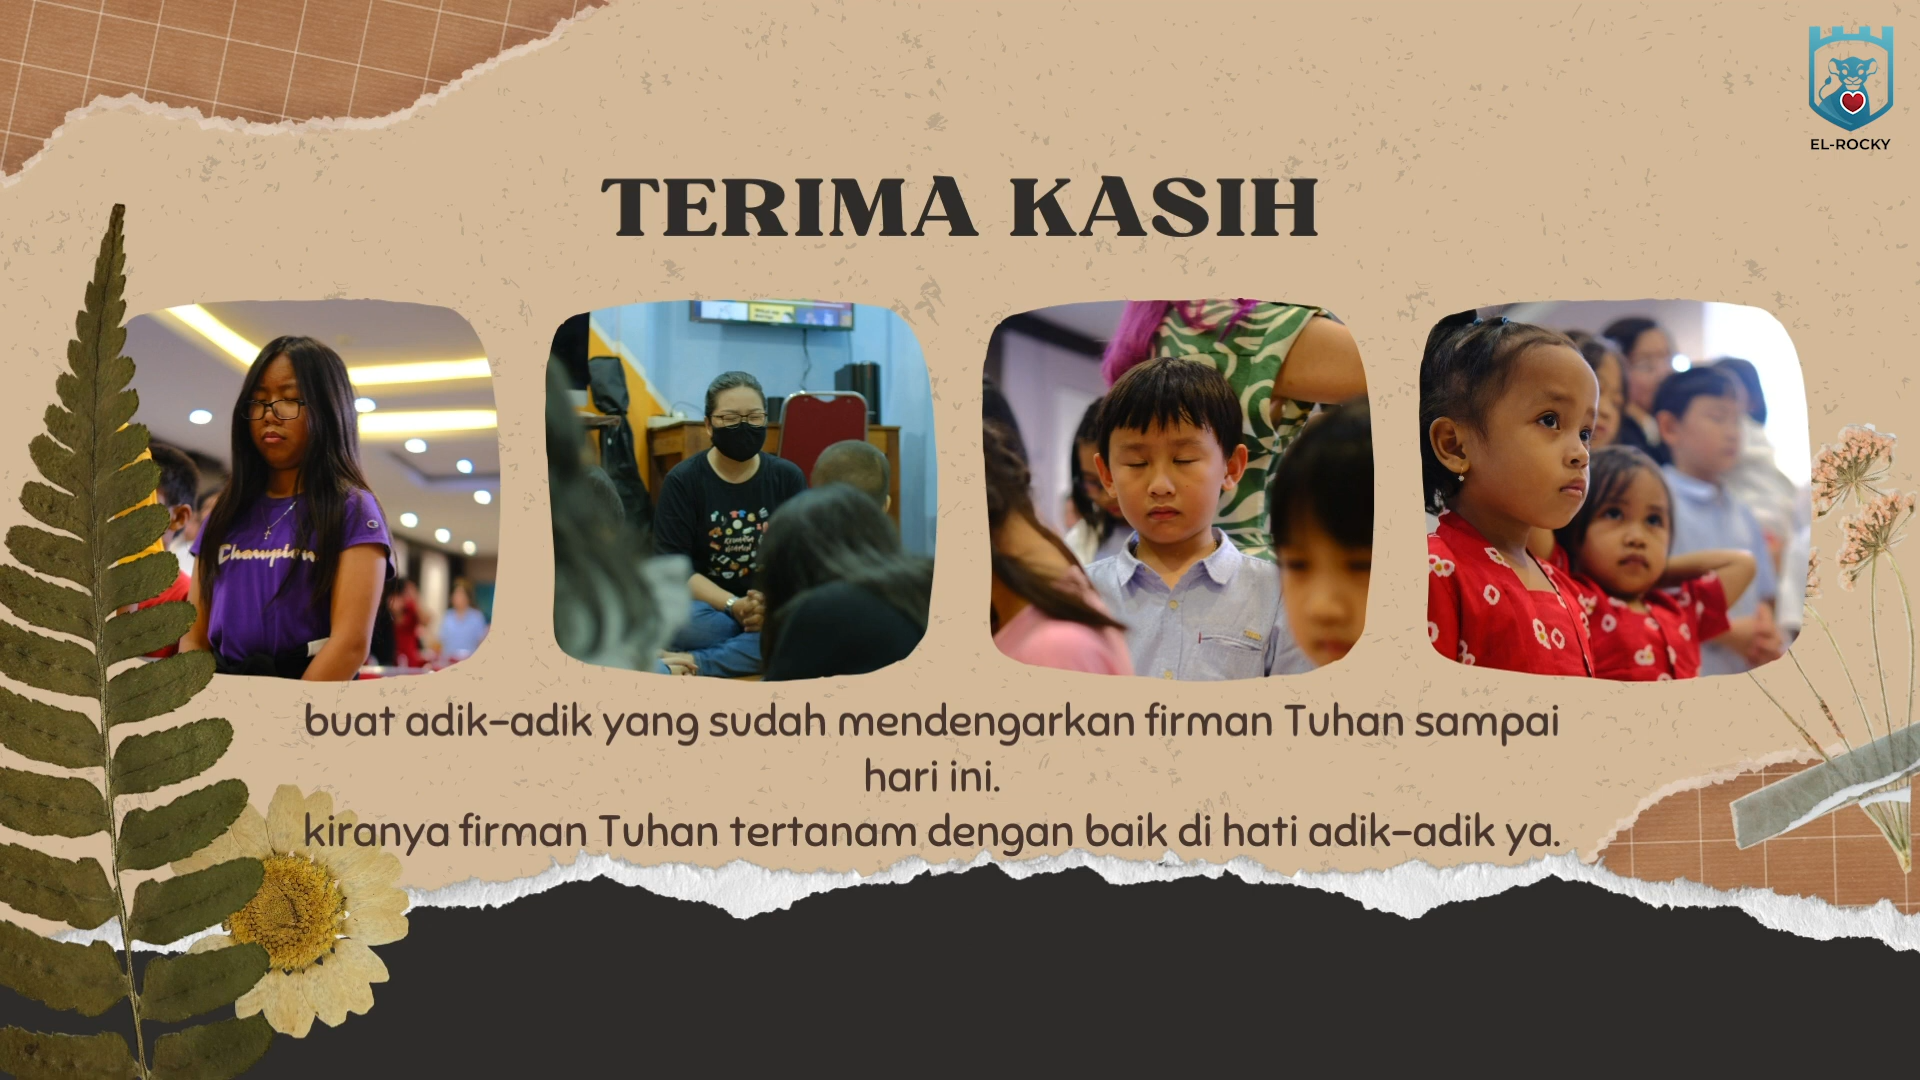 EL-ROCKY
TERIMA KASIH
Champion
buat adik-adik yang sudah mendengarkan firman Tuhan sampai
hari ini.
kiranya firman Tuhan tertanam dengan baik di hati adik-adik ya.